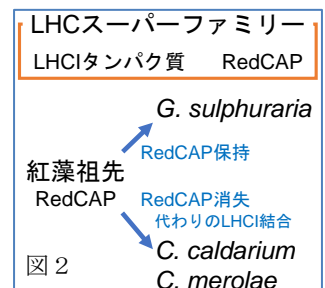 LHCスーパーファミリー
LHCIタンパク質 RedCAP
G. sulphuraria
RedCAP保持
紅藻祖先
RedCAP
RedCAP消失
代わりのLHCI結合
C. caldarium
C. merolae
図２